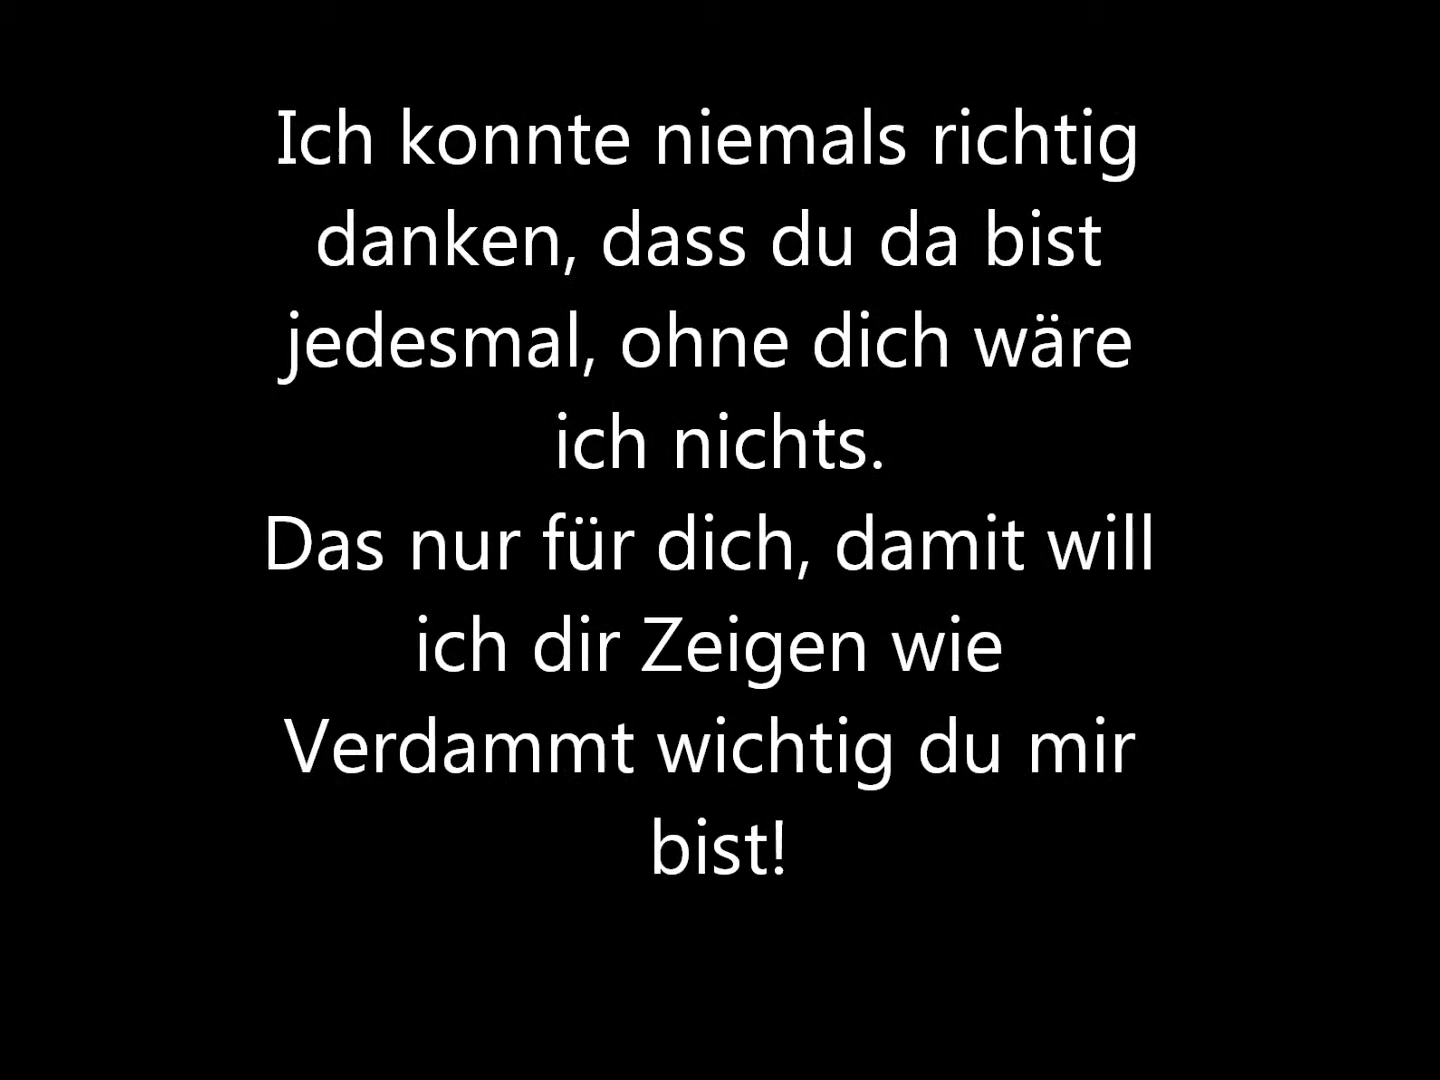 Ich konnte niemals richtig
danken, dass du da bist
jedesmal, ohne dich wäre
ich nichts.
Das nur für dich, damit will
ich dir Zeigen wie
Verdammt wichtig du mir
bist!